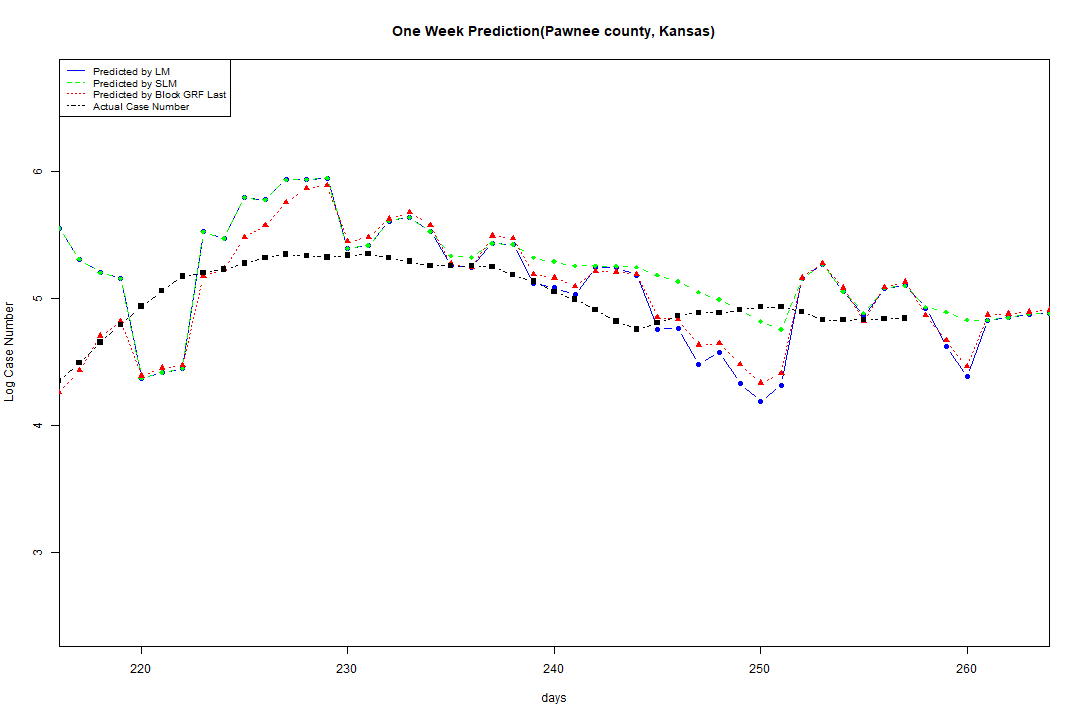 One Week Prediction(Pawnee county, Kansas)
Predicted by LM
Predicted by SLM
Predicted by Block GRF Last
Actual Case Number
6
5
4
3
Log Case Number
220 230 240 250 260
days